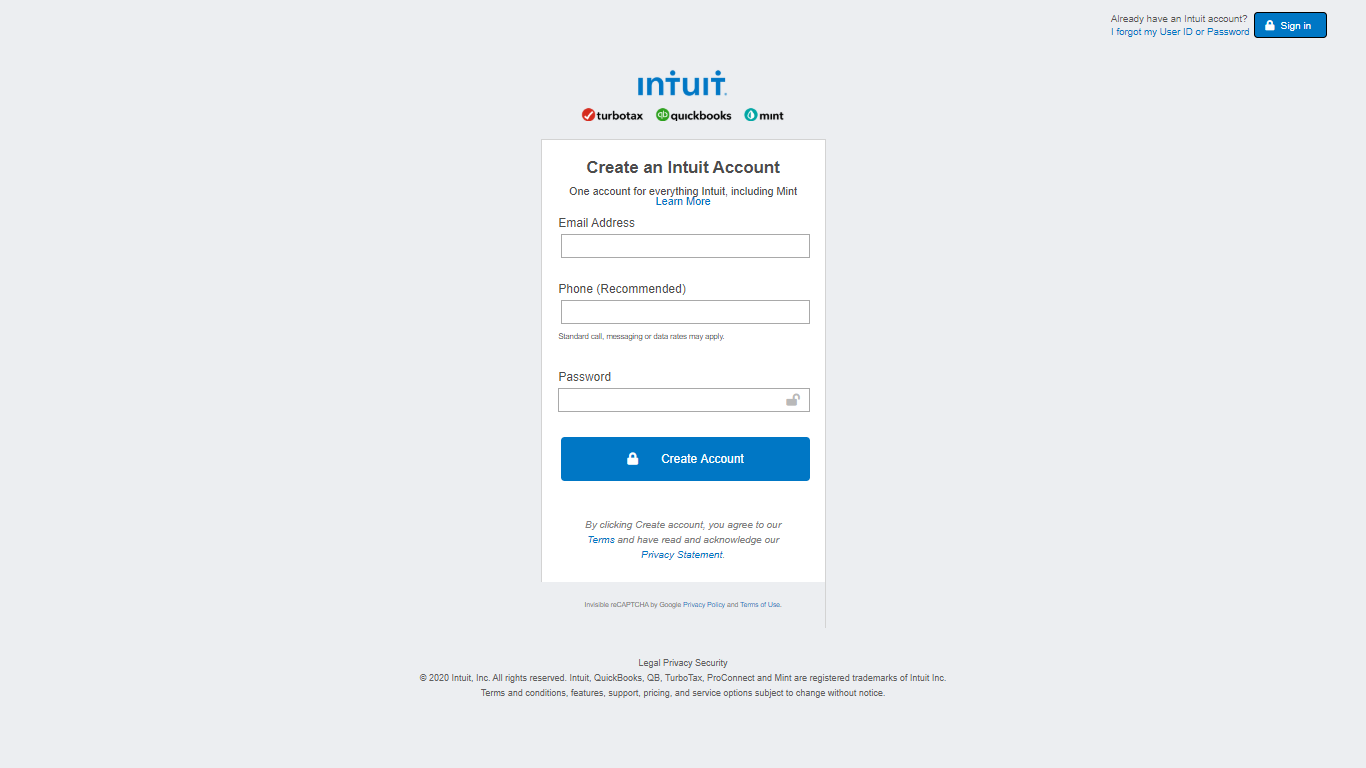 Already have an Intuit account?
I forgot my User ID or Password
Sign in
intuit.
turbotax qb quickbooks mint
Create an Intuit Account
One account for everything Intuit, including Mint
Learn More
Email Address
Phone (Recommended)
Standard call, messaging or data rates may apply.
Password
Create Account
By clicking Create account, you agree to our
Terms and have read and acknowledge our
Privacy Statement.
Invisible reCAPTCHA by Google Privacy Policy and Terms of Use.
Legal Privacy Security
© 2020 Intuit, Inc. All rights reserved. Intuit, QuickBooks, QB, TurboTax, ProConnect and Mint are registered trademarks of Intuit Inc.
Terms and conditions, features, support, pricing, and service options subject to change without notice.